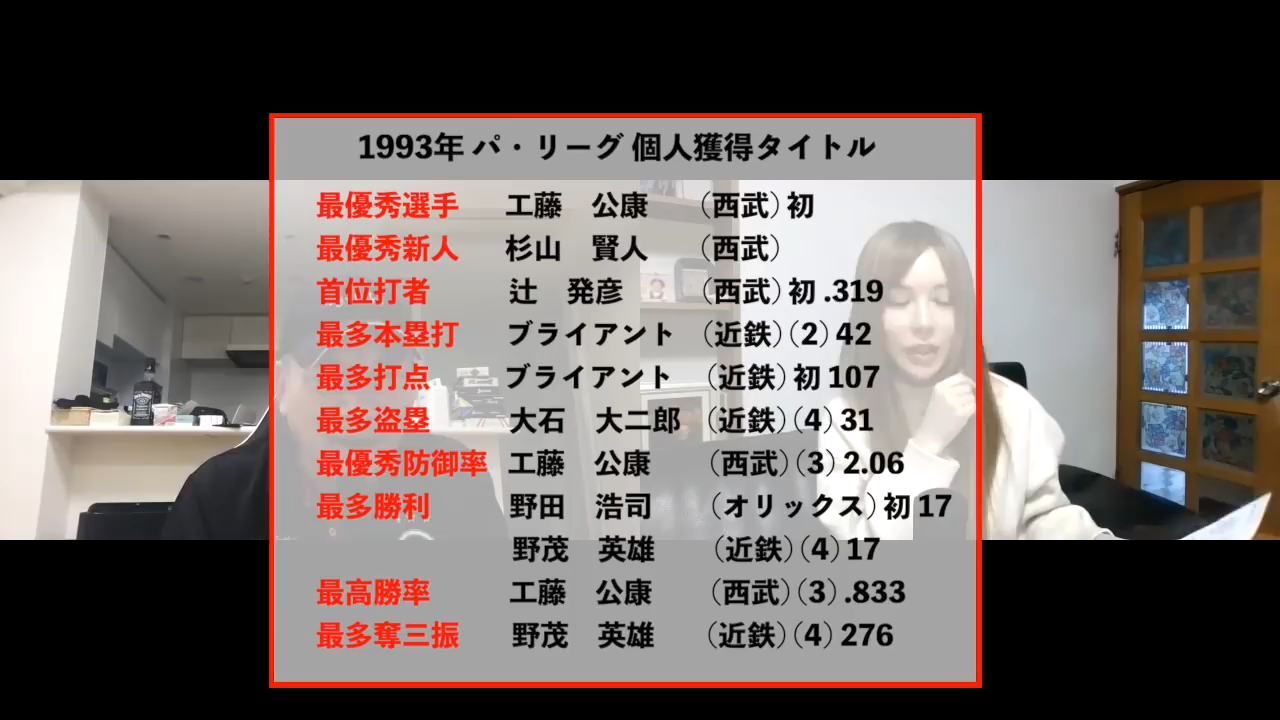 1993年 パ・リーグ 個人獲得タイトル
最優秀選手 工藤 公康 (西武)初
最優秀新人 杉山 賢人 (西武)
首位打者 辻 発彦 (西武)初 .319
最多本塁打 ブライアント (近鉄)(2)42
最多打点 ブライアント (近鉄)初 107
最多盗塁 大石 大二郎 (近鉄)(4)31
最優秀防御率 工藤 公康 (西武)(3)2.06
最多勝利 野田 浩司 (オリックス)初 17
野茂 英雄 (近鉄)(4)17
最高勝率 工藤 公康 (西武)(3).833
最多奪三振 野茂 英雄 (近鉄)(4)276